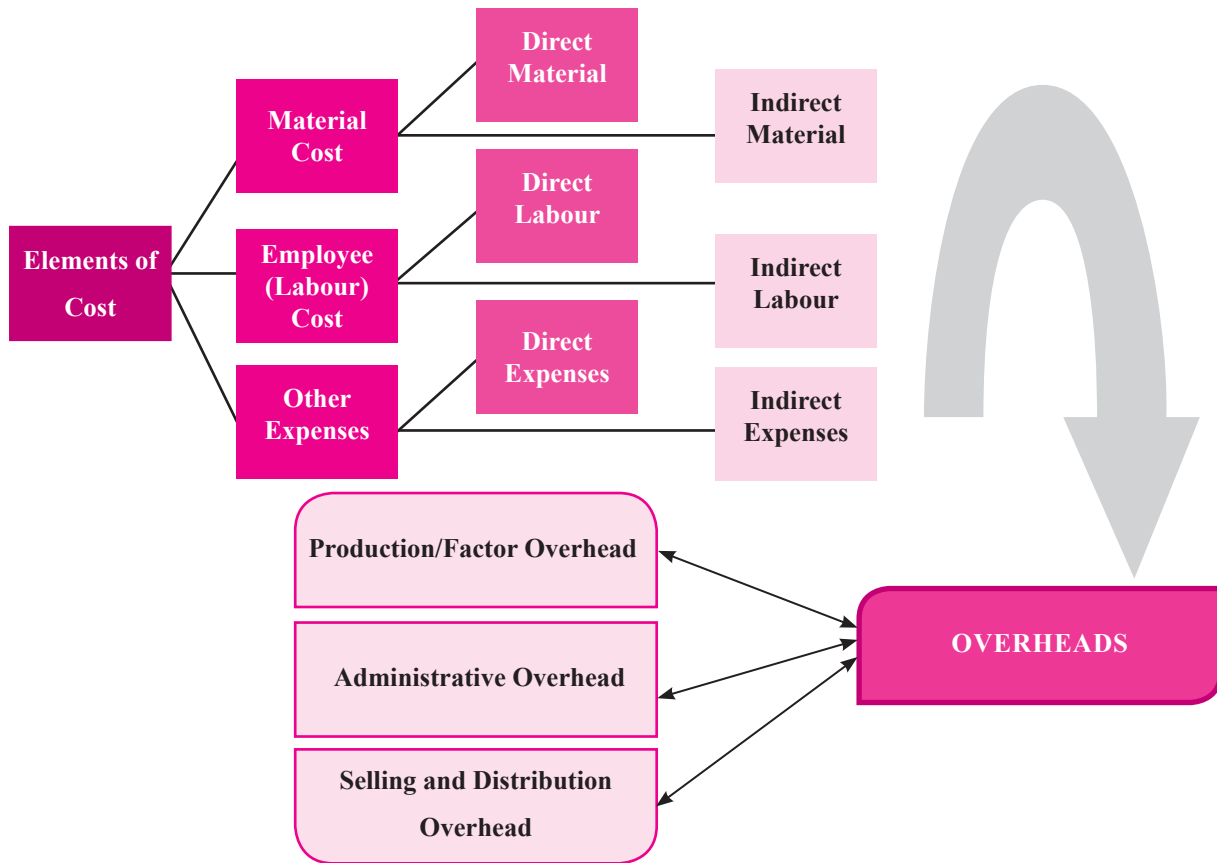 Direct
Material
Material
Cost
Indirect
Material
Direct
Labour
Elements of
Cost
Employee
(Labour)
Cost
Indirect
Labour
Direct
Expenses
Other
Expenses
Indirect
Expenses
Production/Factor Overhead
Administrative Overhead
Selling and Distribution
Overhead
OVERHEADS